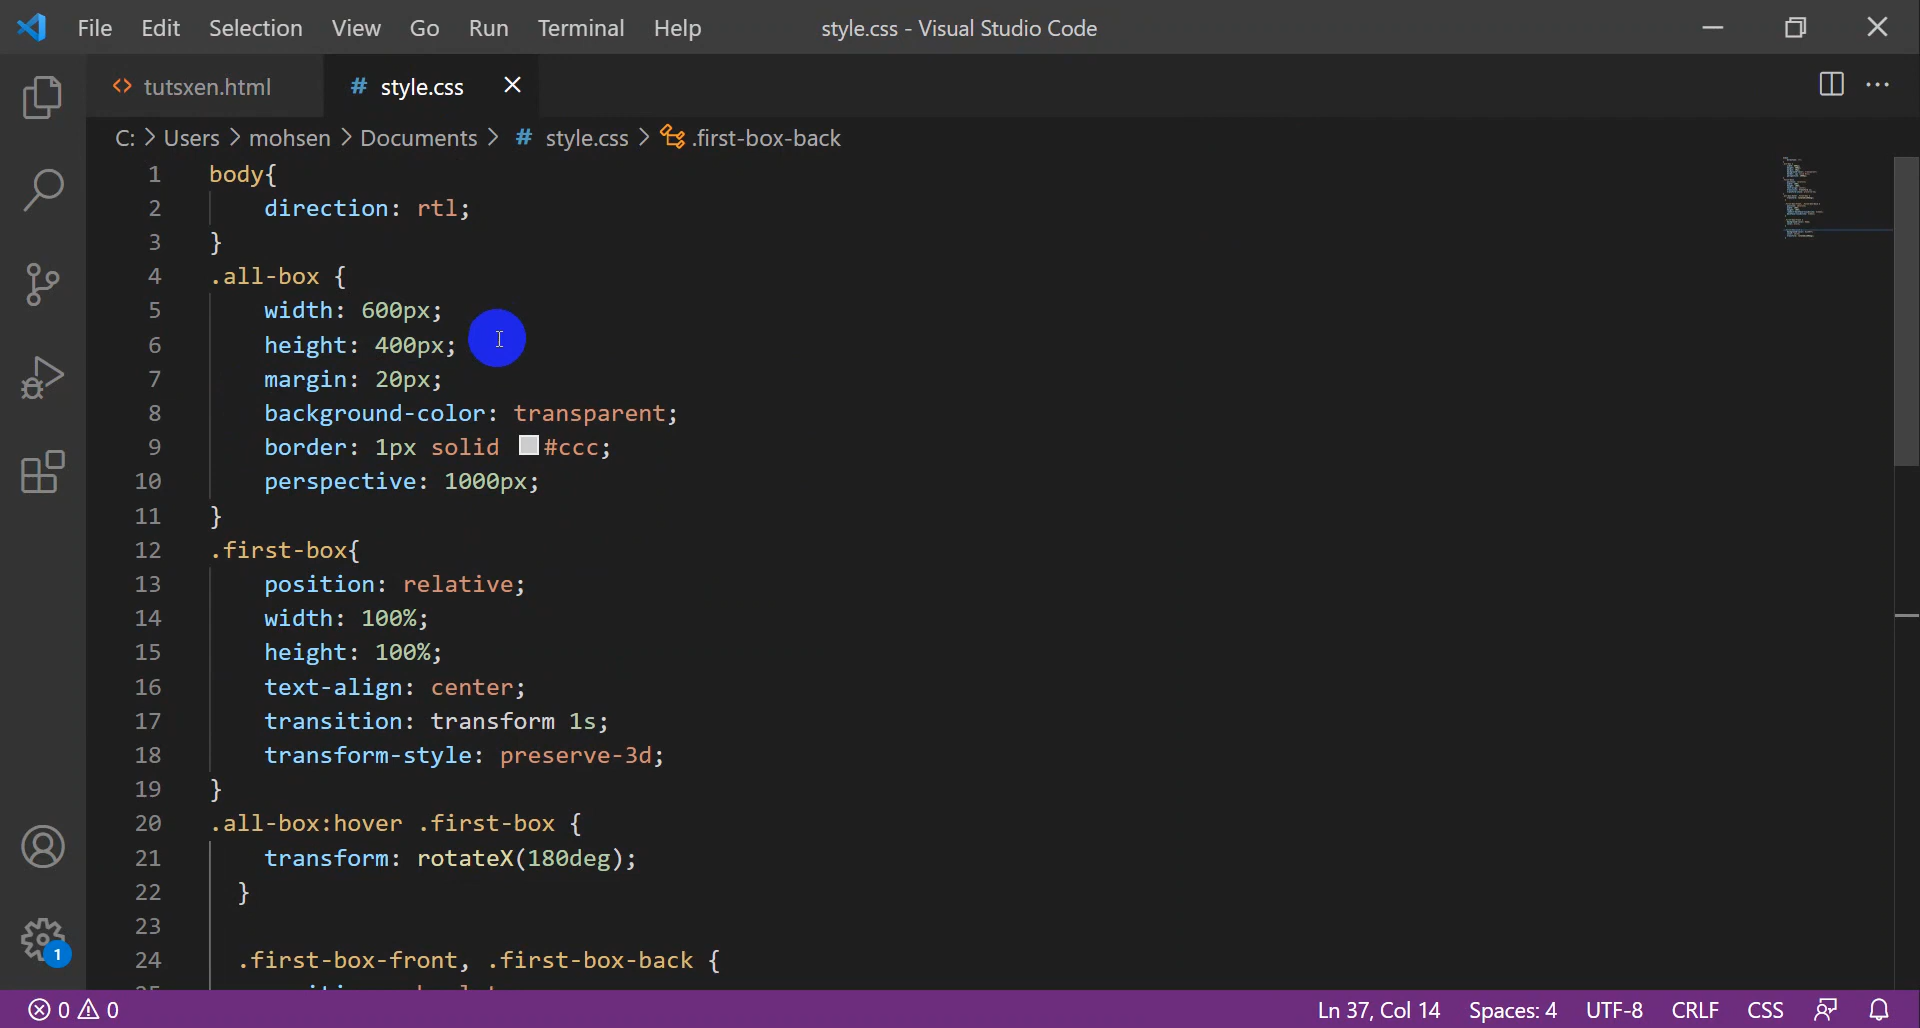 File Edit Selection View Go Run Terminal Help style.css - Visual Studio Code
tutsxen.html # style.css
C: > Users > mohsen > Documents > # style.css > .first-box-back
1 body{
2 direction: rtl;
3 }
4 .all-box {
5 width: 600px;
6 height: 400px;
7 margin: 20px;
8 background-color: transparent;
9 border: 1px solid #ccc;
10 perspective: 1000px;
11 }
12 .first-box{
13 position: relative;
14 width: 100%;
15 height: 100%;
16 text-align: center;
17 transition: transform 1s;
18 transform-style: preserve-3d;
19 }
20 .all-box:hover .first-box {
21 transform: rotateX(180deg);
22 }
23
24 .first-box-front, .first-box-back {
1
0 0 Ln 37, Col 14 Spaces: 4 UTF-8 CRLF CSS